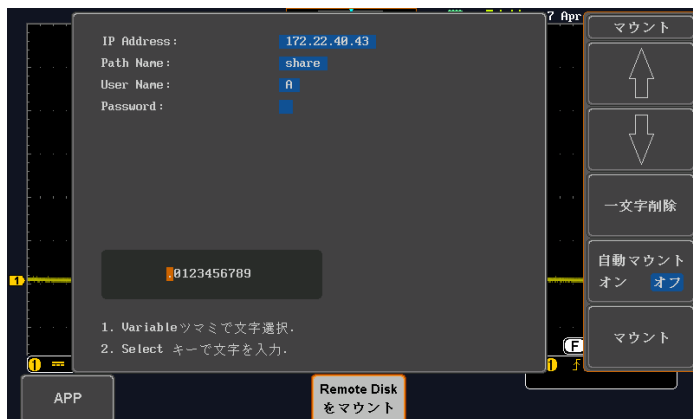 7 Apr
マウント
IP Address: 172.22.40.43
Path Name: share
User Name: A
Password:
一文字削除
自動マウント
オン オフ
.0123456789
1
1. Variableツマミで文字選択.
2. Select キーで文字を入力.
マウント
F
1
1
APP
Remote Disk
をマウント